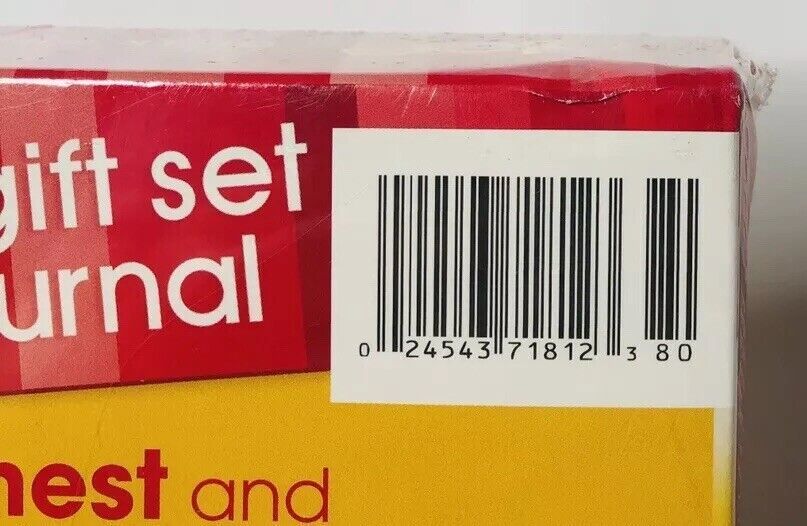 gift set
urnal
0 24543 71812 3 80
nest and